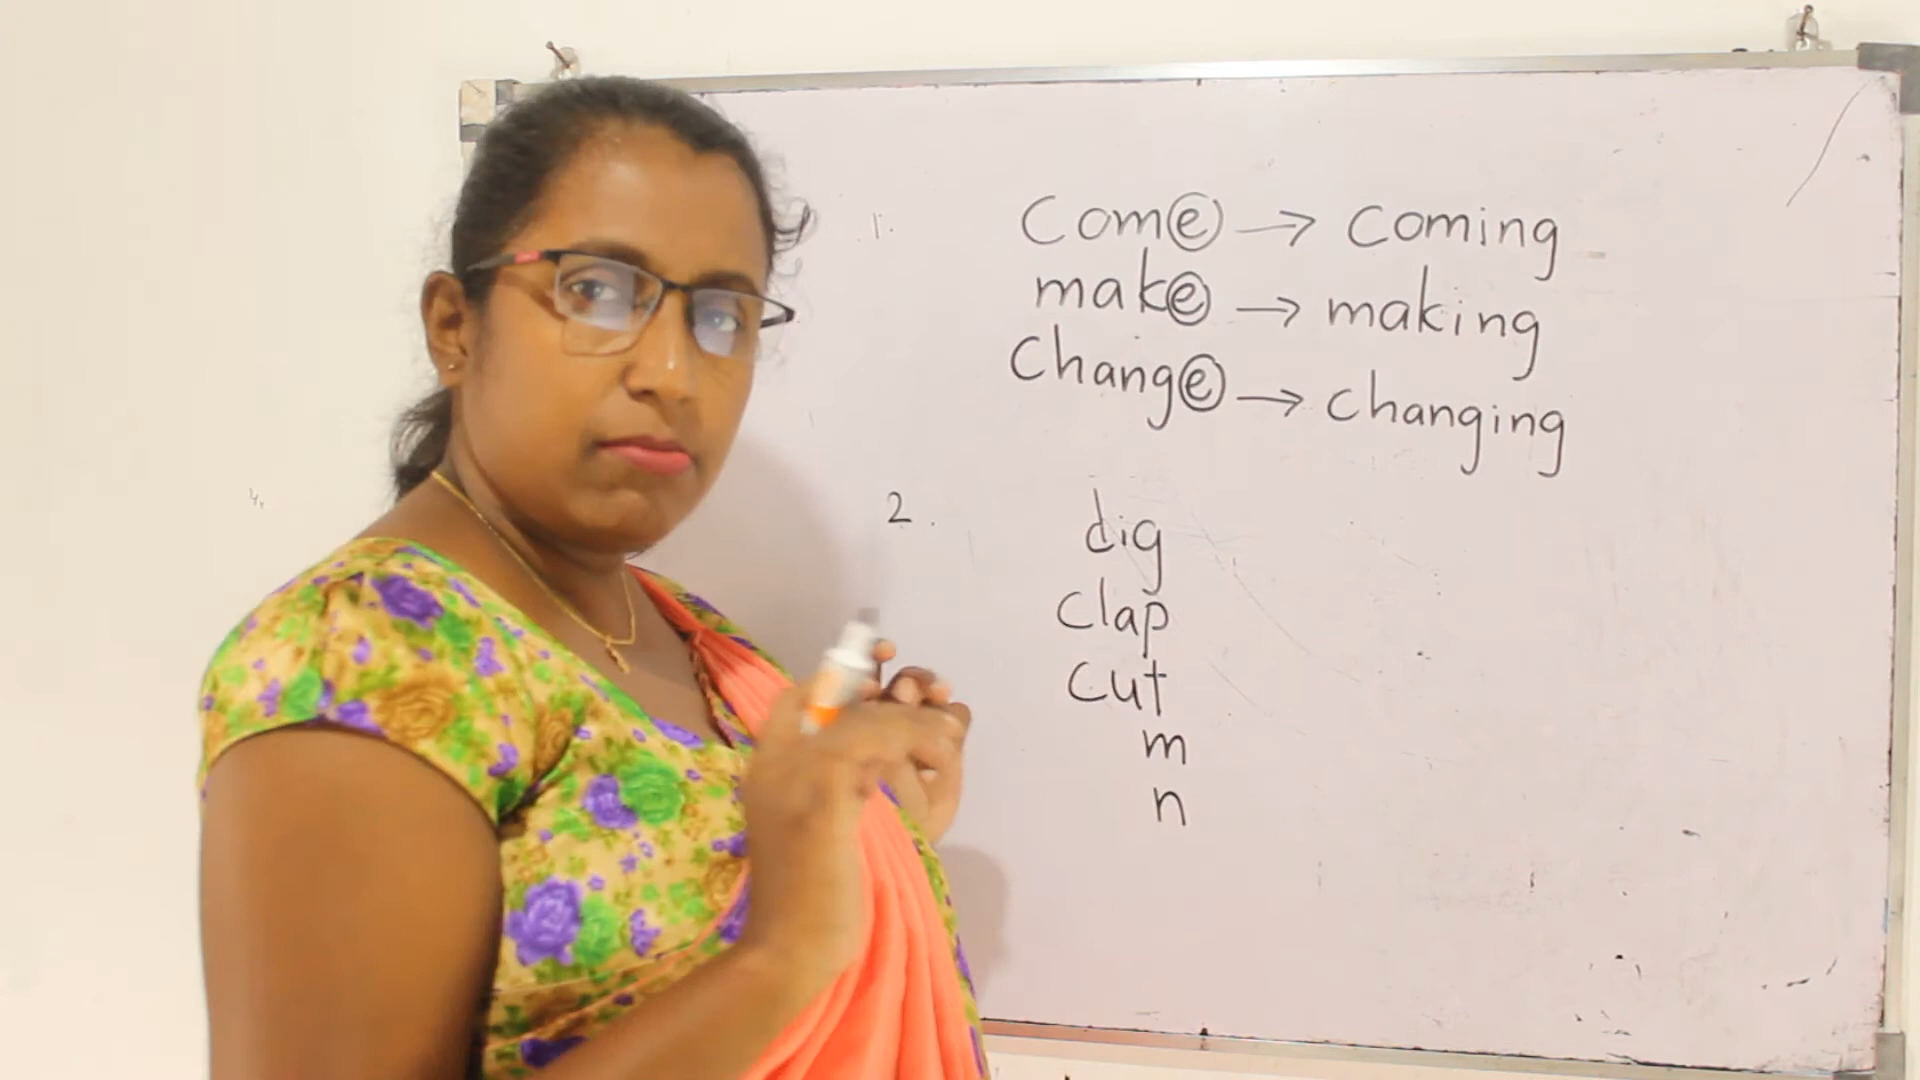 1. Come → coming
make → making
Change → changing
2. dig
clap
cut
m
n